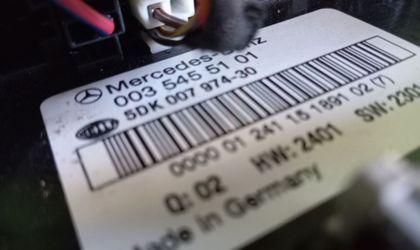 Mercedes-Benz
003 545 51 01
5DK 007 974-30
0000 01 241 15 1891 02 (7)
Q: 02 HW: 2401 SW:
Made in Germany